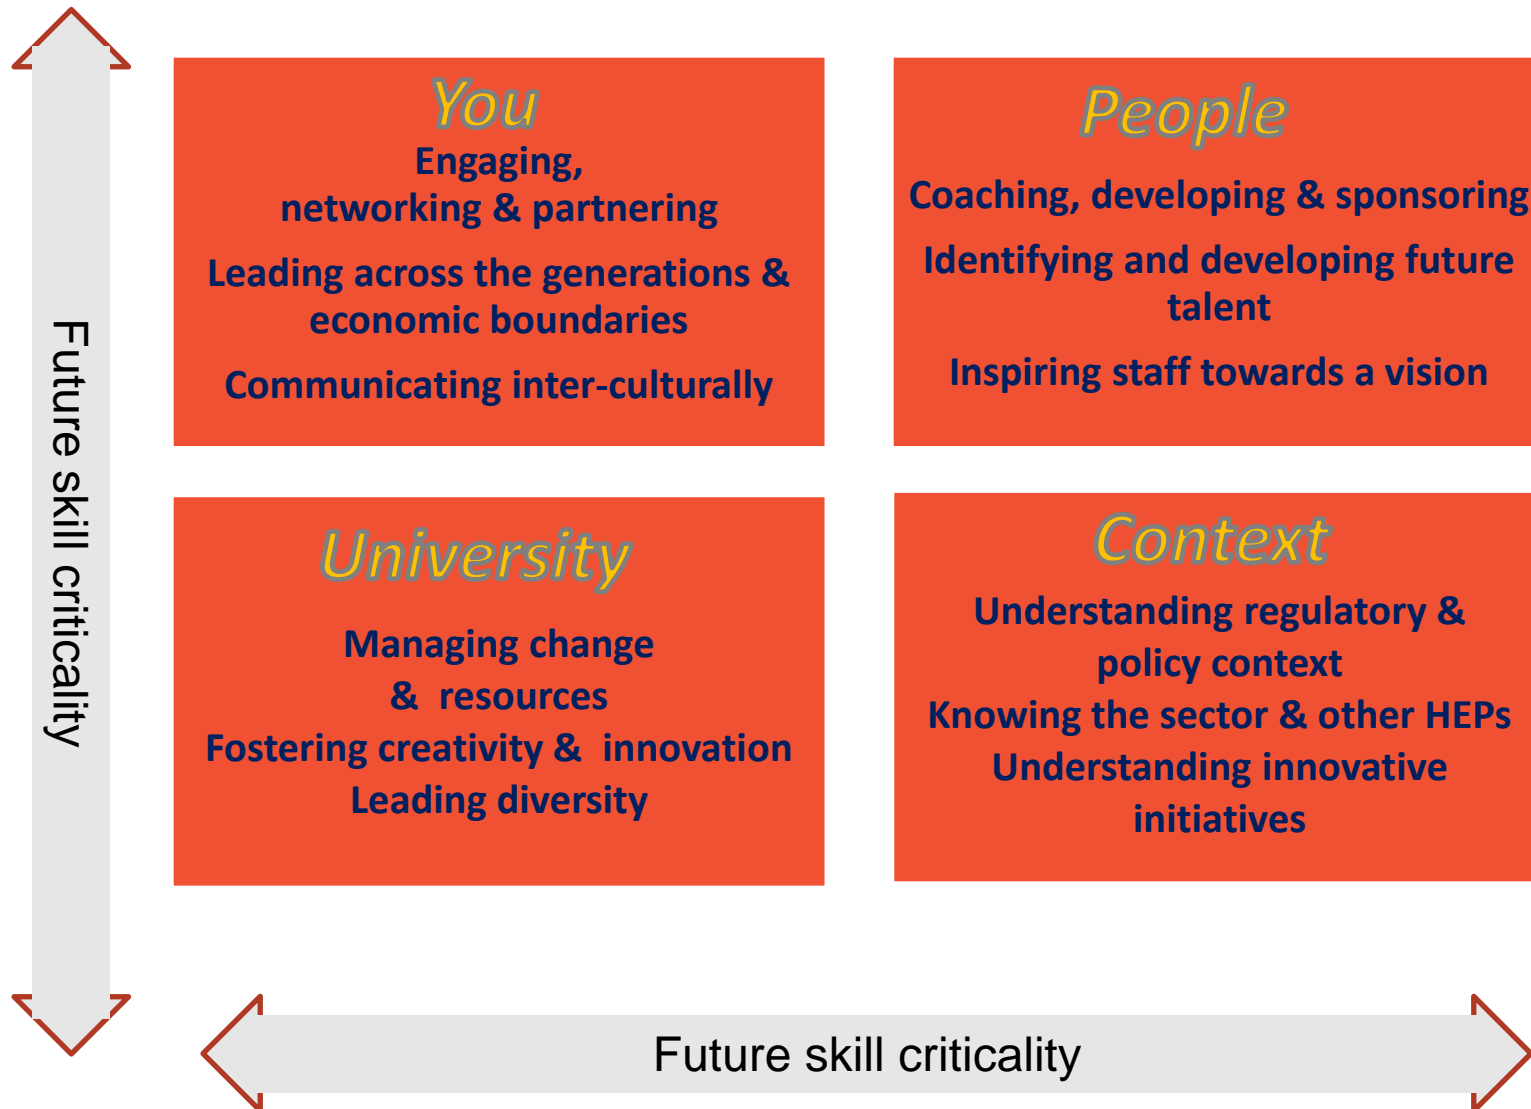 You
Engaging,
networking & partnering
Leading across the generations &
economic boundaries
Communicating inter-culturally
People
Coaching, developing & sponsoring
Identifying and developing future
talent
Inspiring staff towards a vision
Future skill criticality
University
Managing change
& resources
Fostering creativity & innovation
Leading diversity
Context
Understanding regulatory &
policy context
Knowing the sector & other HEPs
Understanding innovative
initiatives
Future skill criticality